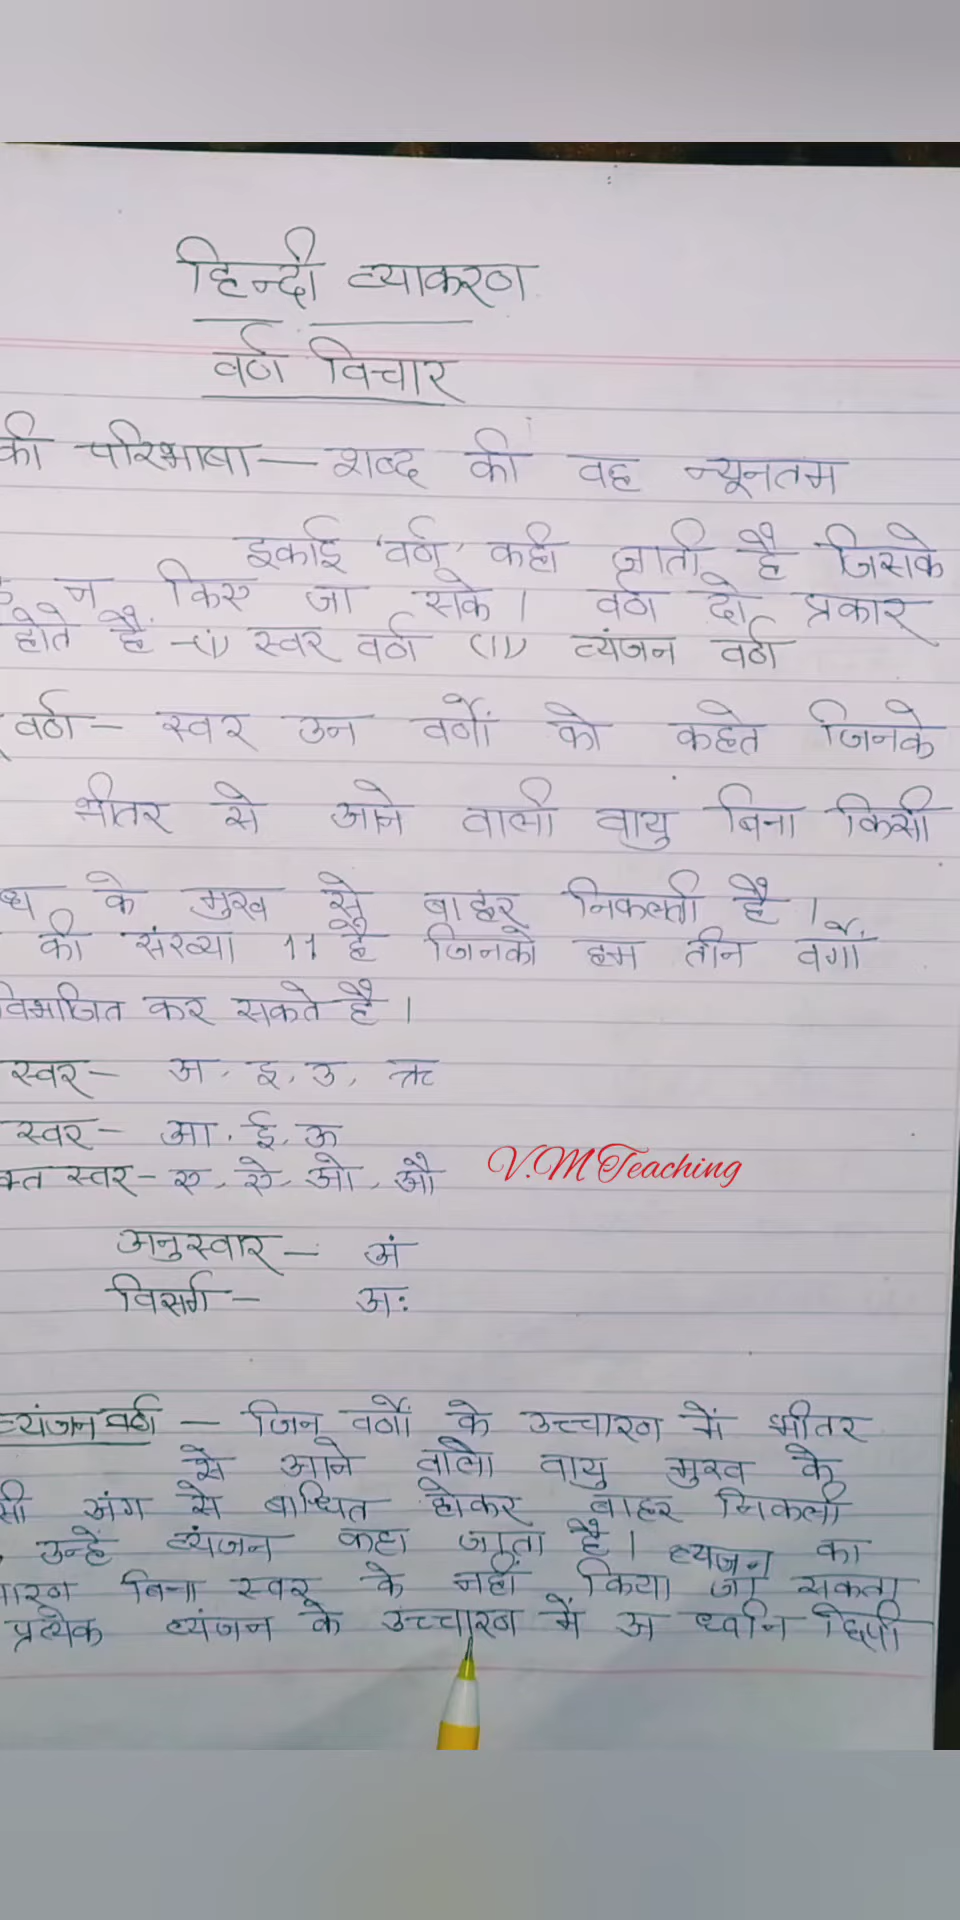 हिन्दी व्याकरण
वर्ण विचार
की परिभाषा — शब्द की वह न्यूनतम
इकाई 'वर्ण' कही जाती है जिसके
न किए जा सके। वर्ण दो प्रकार
होते हैं - (i) स्वर वर्ण (ii) व्यंजन वर्ण
वर्ण — स्वर उन वर्णों को कहते जिनके
भीतर से आने वाली वायु बिना किसी
के मुख से बाहर निकलती है।
की संख्या 11 है जिनको हम तीन वर्गों
विभाजित कर सकते है।
स्वर — अ, इ, उ, ऋ
स्वर — आ, ई, ऊ
क्त स्वर — ए, ऐ, ओ, औ
V.M Teaching
अनुस्वार — अं
विसर्ग — अः
व्यंजन वर्ण — जिन वर्णों के उच्चारण में भीतर
से आने वाली वायु मुख के
सी अंग से बाधित होकर बाहर निकली
उन्हें व्यंजन कहा जाता है। व्यजन का
ारण बिना स्वर के नहीं किया जा सकता
प्रत्येक व्यंजन के उच्चारण में अ ध्वनि छिपी